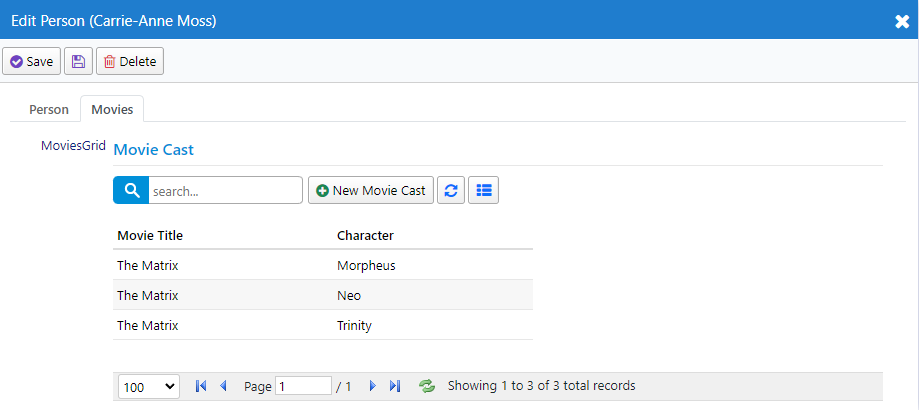 Edit Person (Carrie-Anne Moss)
Save Delete
Person Movies
MoviesGrid Movie Cast
search... New Movie Cast
Movie Title Character
The Matrix Morpheus
The Matrix Neo
The Matrix Trinity
100 Page 1 / 1 Showing 1 to 3 of 3 total records